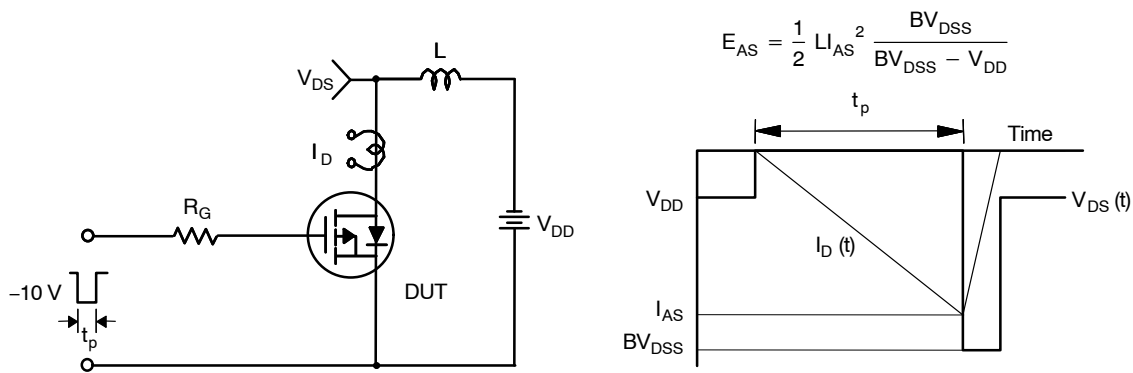 L
V_DS
I_D
R_G
V_DD
−10 V
DUT
t_p
E_AS = 1/2 LI_AS^2 BV_DSS / (BV_DSS − V_DD)
t_p
Time
V_DD
V_DS (t)
I_D (t)
I_AS
BV_DSS